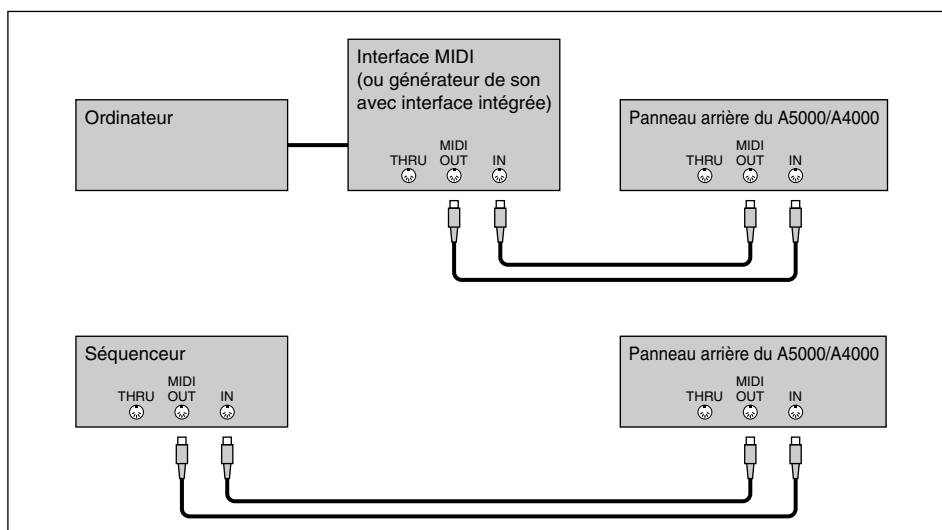 Interface MIDI
(ou générateur de son
avec interface intégrée)
Ordinateur
Panneau arrière du A5000/A4000
MIDI
THRU OUT IN
MIDI
THRU OUT IN
Séquenceur
Panneau arrière du A5000/A4000
MIDI
THRU OUT IN
MIDI
THRU OUT IN